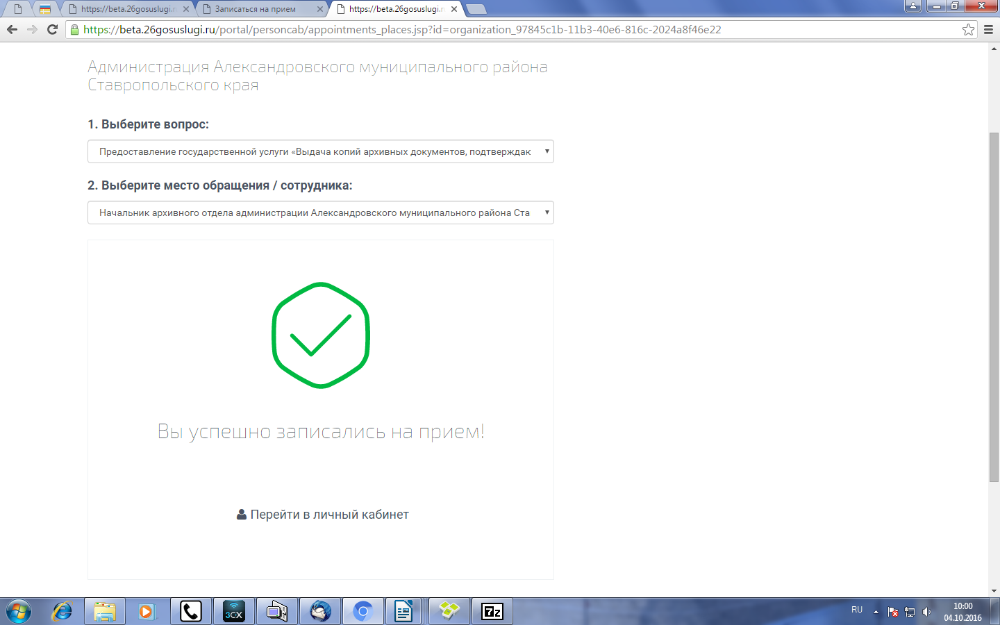 https://beta.26gosuslugi.r
Записаться на прием
https://beta.26gosuslugi.r
https://beta.26gosuslugi.ru/portal/personcab/appointments_places.jsp?id=organization_97845c1b-11b3-40e6-816c-2024a8f46e22
Администрация Александровского муниципального района
Ставропольского края
1. Выберите вопрос:
Предоставление государственной услуги «Выдача копий архивных документов, подтверждак
2. Выберите место обращения / сотрудника:
Начальник архивного отдела администрации Александровского муниципального района Ста
Вы успешно записались на прием!
Перейти в личный кабинет
3CX
7z
RU
10:00
04.10.2016